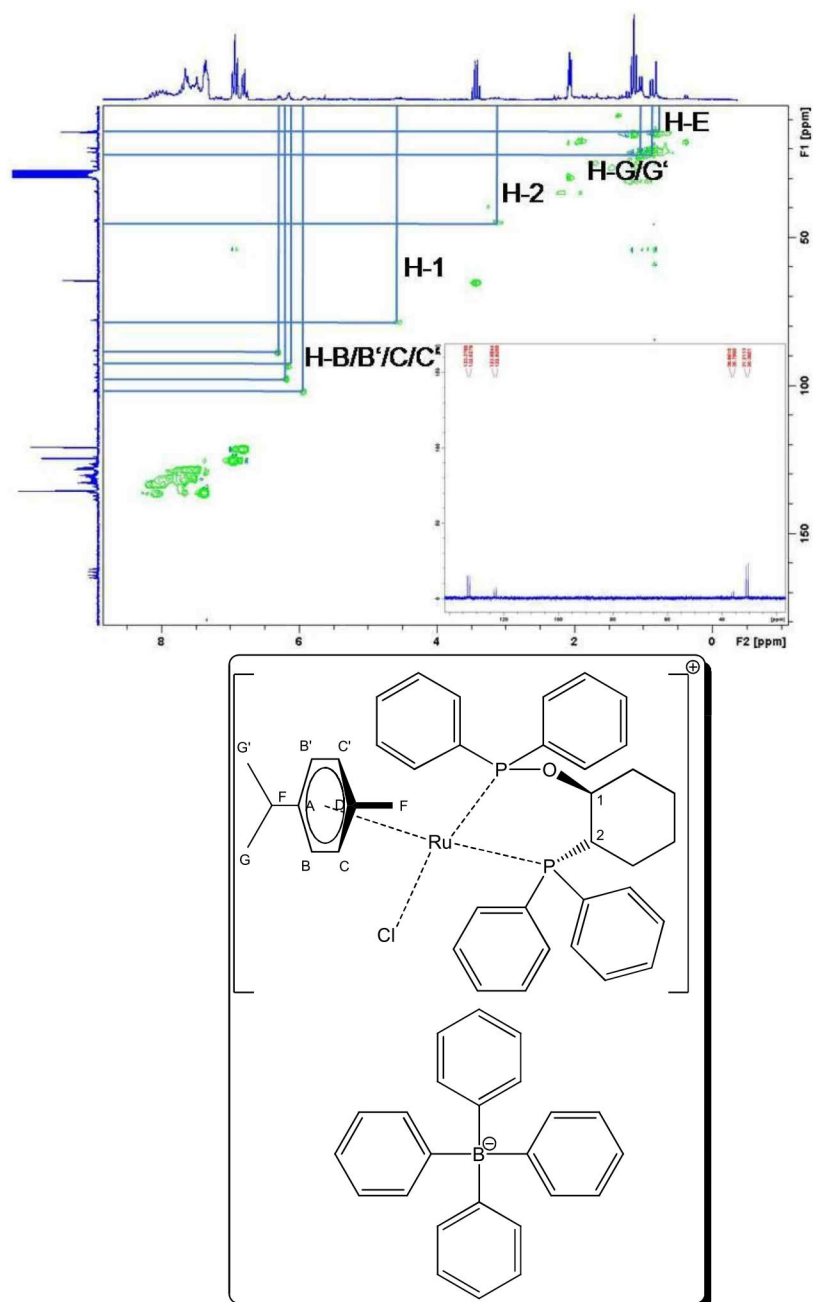 H-E
H-G/G'
H-2
H-1
H-B/B'/C/C'
50
100
150
F1 [ppm]
8
6
4
2
0
F2 [ppm]
[ppm]
⊕
G'
B'
C'
F
A
D
F
G
B
C
P
O
1
2
Ru
P
Cl
B
⊖